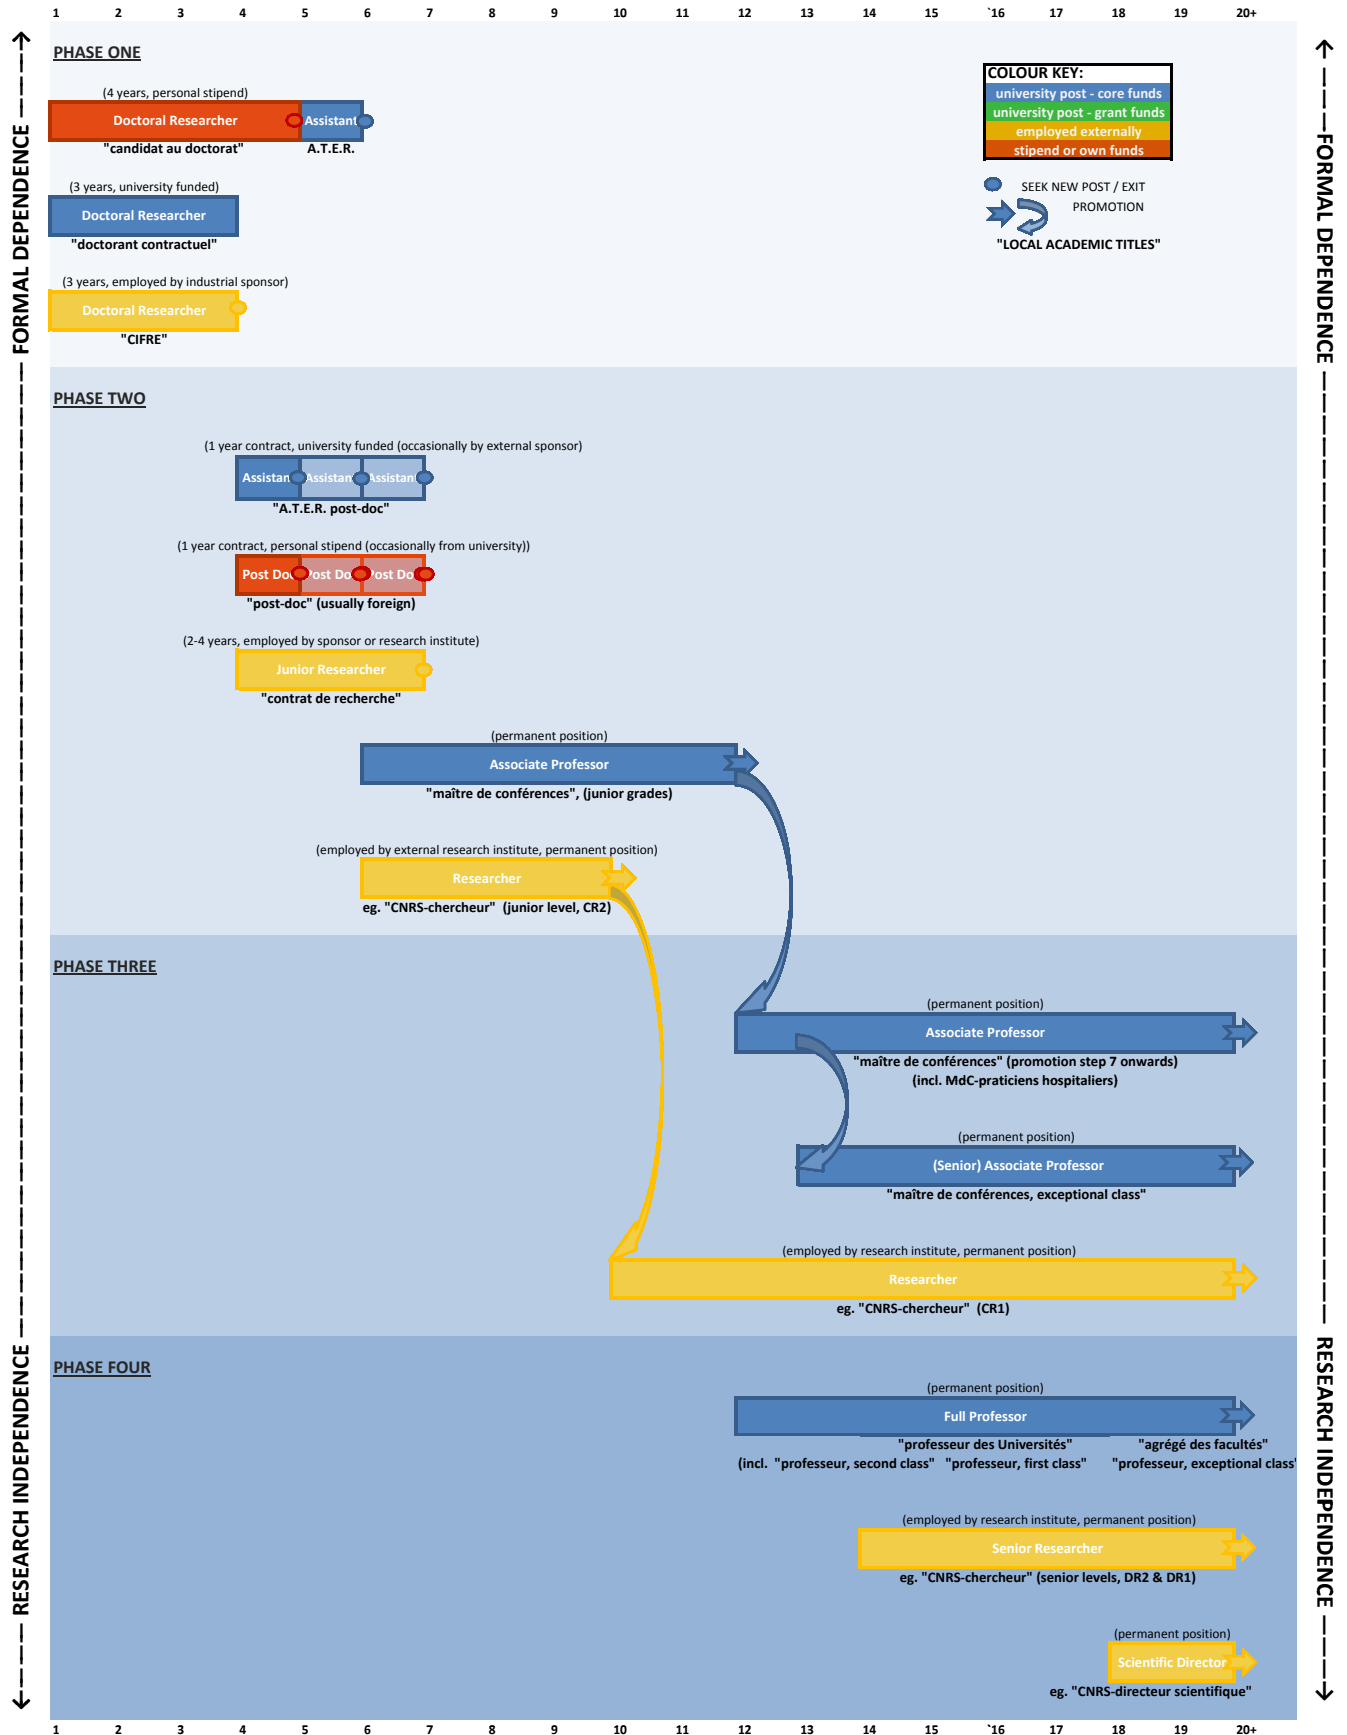 1 2 3 4 5 6 7 8 9 10 11 12 13 14 15 `16 17 18 19 20+
FORMAL DEPENDENCE
RESEARCH INDEPENDENCE
FORMAL DEPENDENCE
RESEARCH INDEPENDENCE
PHASE ONE
COLOUR KEY:
university post - core funds
university post - grant funds
employed externally
stipend or own funds
SEEK NEW POST / EXIT
PROMOTION
"LOCAL ACADEMIC TITLES"
(4 years, personal stipend)
Doctoral Researcher Assistant
"candidat au doctorat" A.T.E.R.
(3 years, university funded)
Doctoral Researcher
"doctorant contractuel"
(3 years, employed by industrial sponsor)
Doctoral Researcher
"CIFRE"
PHASE TWO
(1 year contract, university funded (occasionally by external sponsor)
Assistan Assistan Assistan
"A.T.E.R. post-doc"
(1 year contract, personal stipend (occasionally from university))
Post Do Post Do Post Do
"post-doc" (usually foreign)
(2-4 years, employed by sponsor or research institute)
Junior Researcher
"contrat de recherche"
(permanent position)
Associate Professor
"maître de conférences", (junior grades)
(employed by external research institute, permanent position)
Researcher
eg. "CNRS-chercheur" (junior level, CR2)
PHASE THREE
(permanent position)
Associate Professor
"maître de conférences" (promotion step 7 onwards)
(incl. MdC-praticiens hospitaliers)
(permanent position)
(Senior) Associate Professor
"maître de conférences, exceptional class"
(employed by research institute, permanent position)
Researcher
eg. "CNRS-chercheur" (CR1)
PHASE FOUR
(permanent position)
Full Professor
"professeur des Universités" "agrégé des facultés"
(incl. "professeur, second class" "professeur, first class" "professeur, exceptional class"
(employed by research institute, permanent position)
Senior Researcher
eg. "CNRS-chercheur" (senior levels, DR2 & DR1)
(permanent position)
Scientific Director
eg. "CNRS-directeur scientifique"
1 2 3 4 5 6 7 8 9 10 11 12 13 14 15 `16 17 18 19 20+